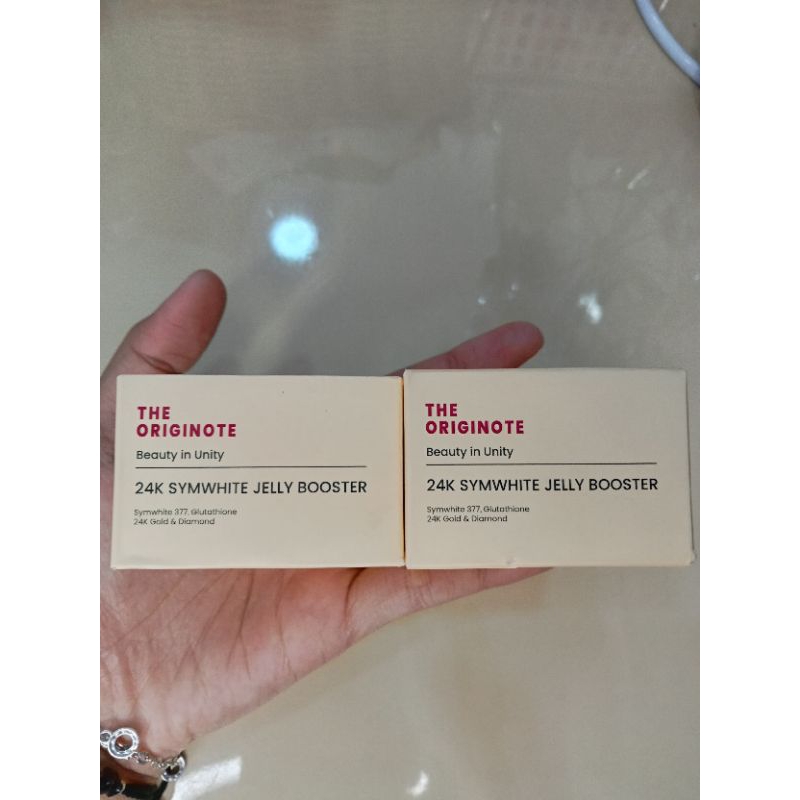 THE
ORIGINOTE
Beauty in Unity
24K SYMWHITE JELLY BOOSTER
Symwhite 377, Glutathione
24K Gold & Diamond
THE
ORIGINOTE
Beauty in Unity
24K SYMWHITE JELLY BOOSTER
Symwhite 377, Glutathione
24K Gold & Diamond